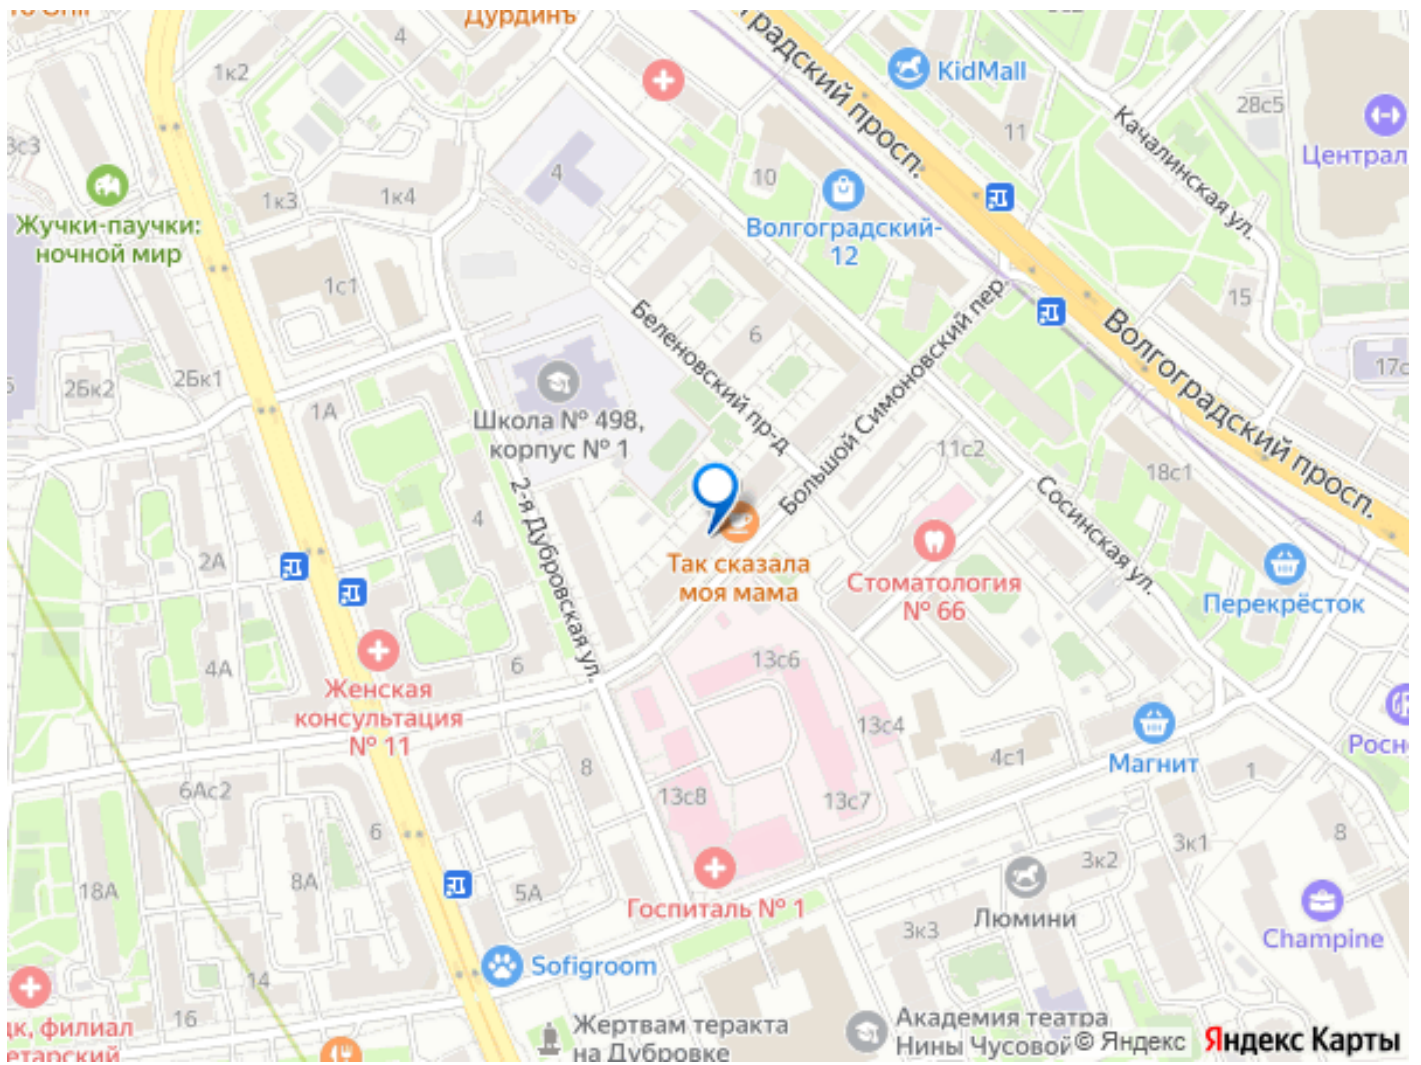 Дурдинъ
4
1к2
KidMall
Качалинская ул.
28с5
11
Централ
Волгоградский-
12
10
4
1к3
1к4
Жучки-паучки:
ночной мир
1с1
Беленовский пр-д
6
Большой Симоновский пер.
15
Волгоградский просп.
2Бк2
2Бк1
1А
Школа № 498,
корпус № 1
11с2
18с1
Сосинская ул.
2-я Дубровская ул.
4
2А
Так сказала
моя мама
Стоматология
№ 66
Перекрёсток
4А
6
13с6
Женская
консультация
№ 11
13с4
Магнит
4с1
1
8
6Ас2
13с8
13с7
6
3к1
8
3к2
18А
8А
5А
Госпиталь № 1
Люмини
3к3
Champine
Sofigroom
14
16
Жертвам теракта
на Дубровке
Академия театра
Нины Чусовой
© Яндекс
Яндекс Карты